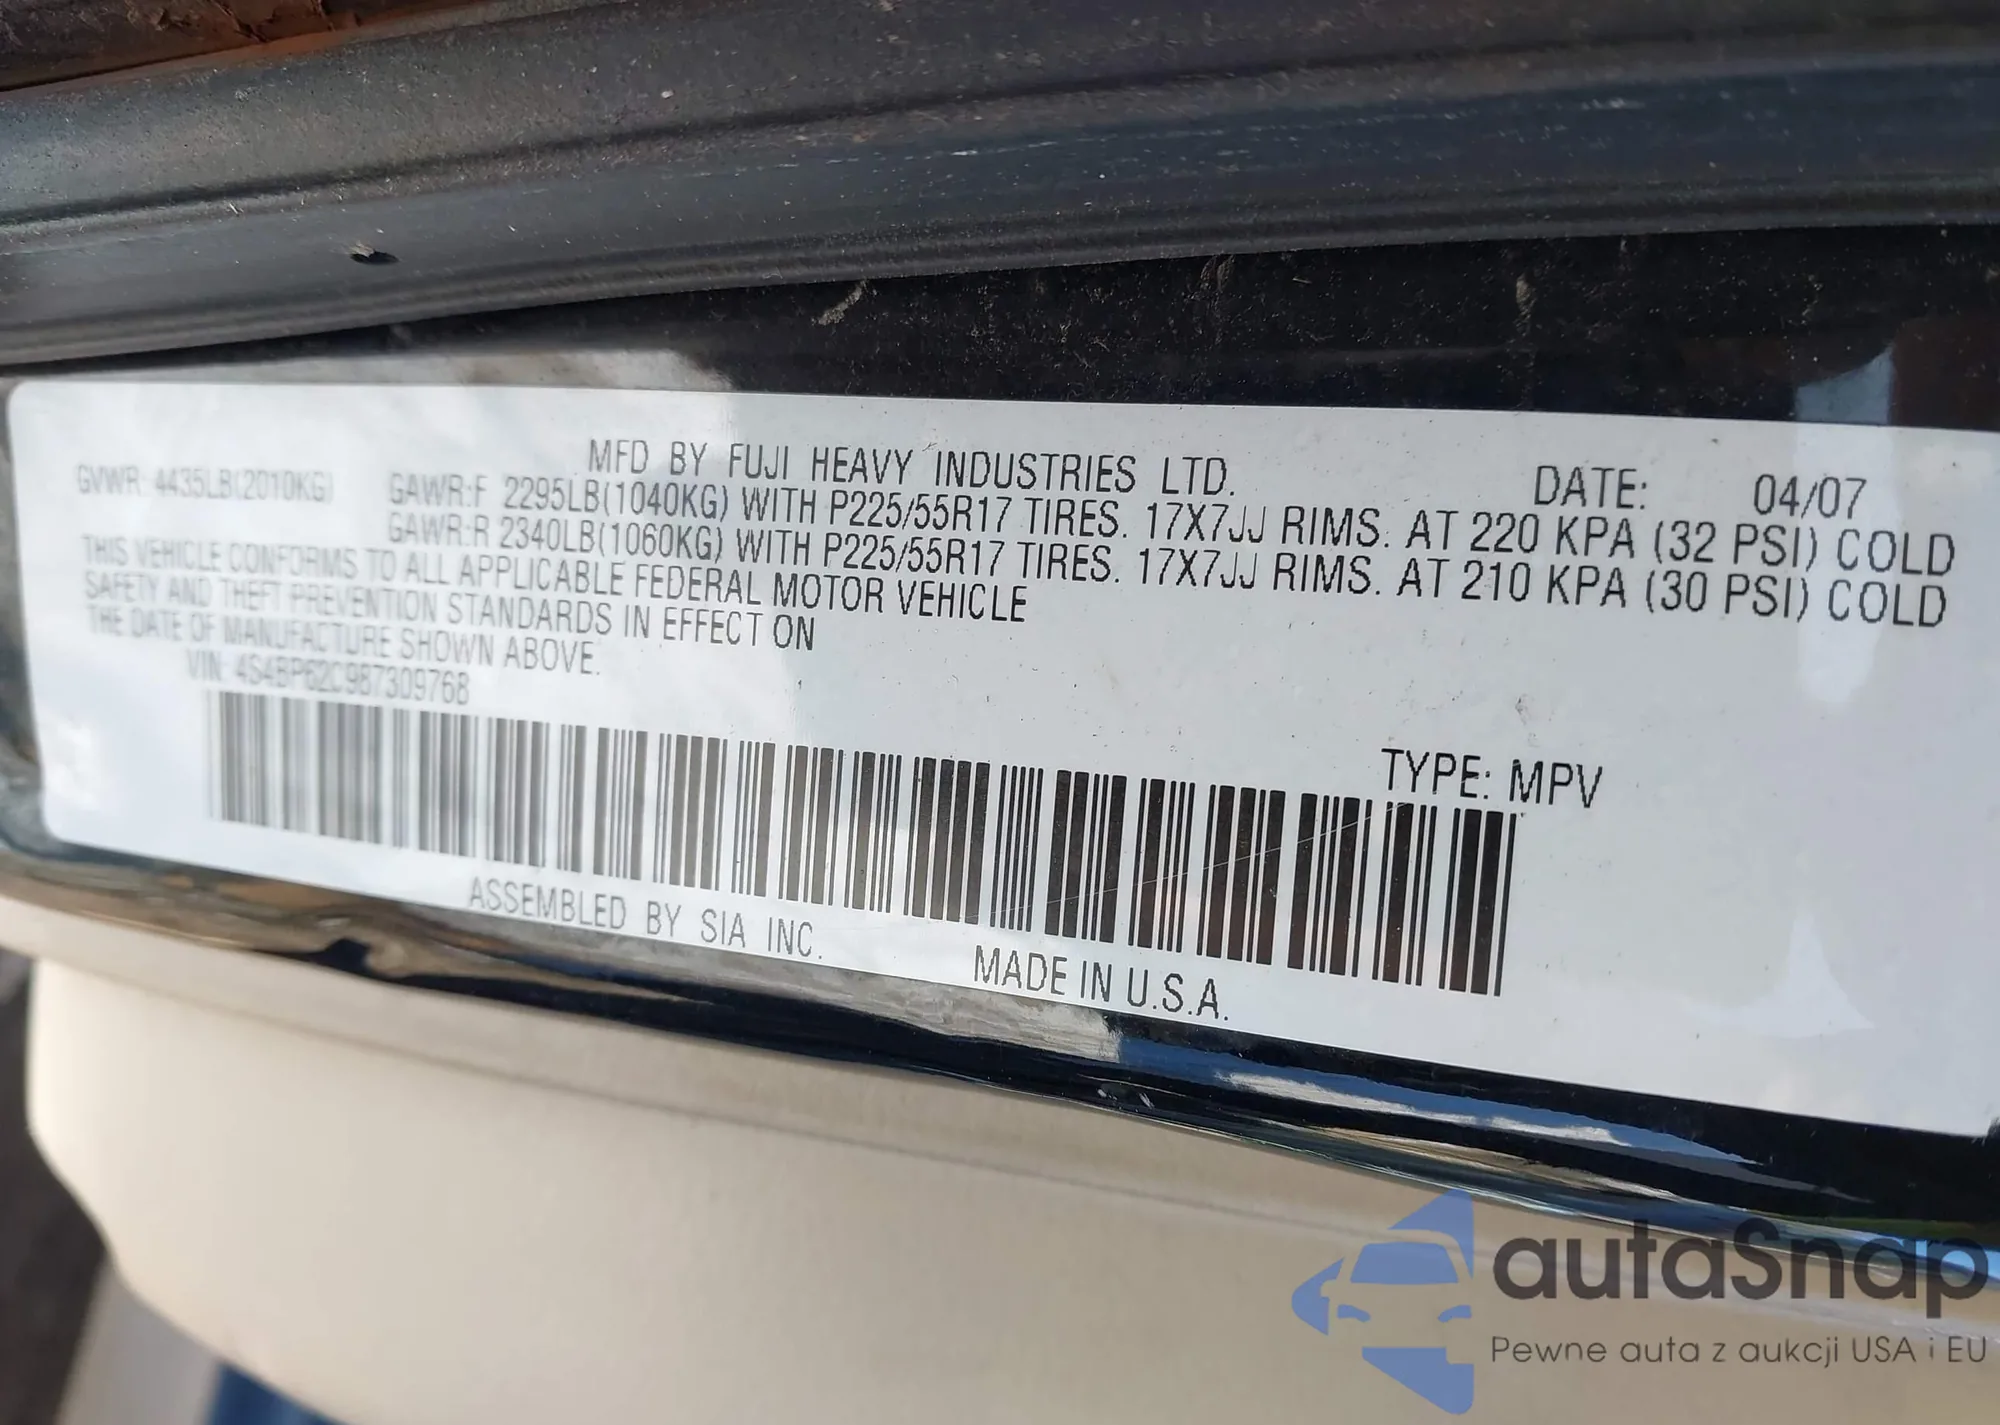 MFD BY FUJI HEAVY INDUSTRIES LTD. DATE: 04/07
GVWR: 4435LB(2010KG) GAWR:F 2295LB(1040KG) WITH P225/55R17 TIRES. 17X7JJ RIMS. AT 220 KPA (32 PSI) COLD
GAWR:R 2340LB(1060KG) WITH P225/55R17 TIRES. 17X7JJ RIMS. AT 210 KPA (30 PSI) COLD
THIS VEHICLE CONFORMS TO ALL APPLICABLE FEDERAL MOTOR VEHICLE
SAFETY AND THEFT PREVENTION STANDARDS IN EFFECT ON
THE DATE OF MANUFACTURE SHOWN ABOVE.
VIN: 4S4BP62C987309768
TYPE: MPV
ASSEMBLED BY SIA INC.
MADE IN U.S.A.
autaSnap
Pewne auta z aukcji USA i EU